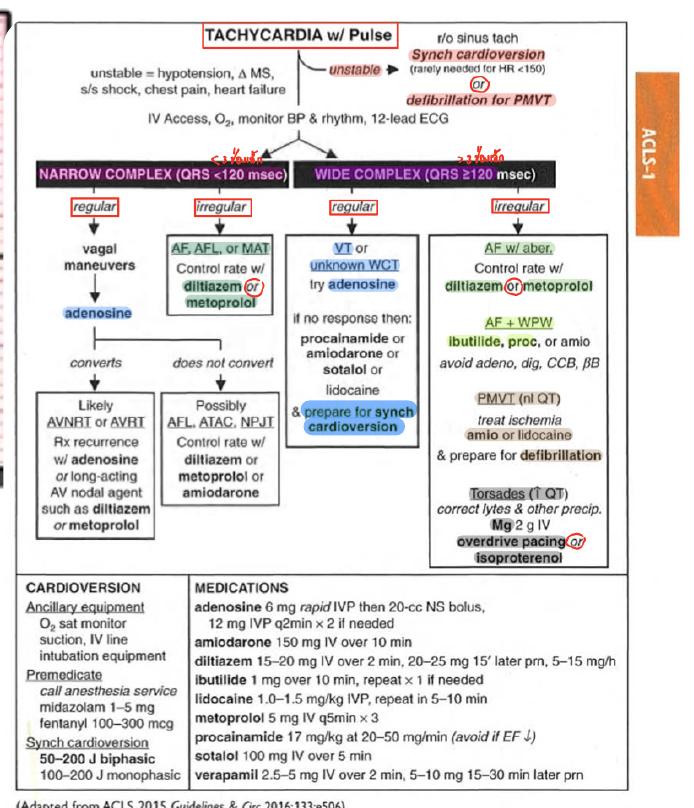 TACHYCARDIA w/ Pulse
r/o sinus tach
Synch cardioversion
(rarely needed for HR <150)
or
defibrillation for PMVT
unstable
unstable = hypotension, Δ MS,
s/s shock, chest pain, heart failure
IV Access, O₂, monitor BP & rhythm, 12-lead ECG
ACLS-1
NARROW COMPLEX (QRS <120 msec)
WIDE COMPLEX (QRS ≥120 msec)
regular
irregular
regular
irregular
vagal
maneuvers
adenosine
converts
does not convert
AF, AFL, or MAT
Control rate w/
diltiazem or
metoprolol
VT or
unknown WCT
try adenosine
if no response then:
procainamide or
amiodarone or
sotalol or
lidocaine
& prepare for synch
cardioversion
AF w/ aber.
Control rate w/
diltiazem or metoprolol
AF + WPW
ibutilide, proc, or amio
avoid adeno, dig, CCB, βB
PMVT (nl QT)
treat ischemia
amio or lidocaine
& prepare for defibrillation
Torsades (↑ QT)
correct lytes & other precip.
Mg 2 g IV
overdrive pacing or
isoproterenol
Likely
AVNRT or AVRT
Rx recurrence
w/ adenosine
or long-acting
AV nodal agent
such as diltiazem
or metoprolol
Possibly
AFL, ATAC, NPJT
Control rate w/
diltiazem or
metoprolol or
amiodarone
CARDIOVERSION
Ancillary equipment
O₂ sat monitor
suction, IV line
intubation equipment
Premedicate
call anesthesia service
midazolam 1–5 mg
fentanyl 100–300 mcg
Synch cardioversion
50–200 J biphasic
100–200 J monophasic
MEDICATIONS
adenosine 6 mg rapid IVP then 20-cc NS bolus,
12 mg IVP q2min × 2 if needed
amiodarone 150 mg IV over 10 min
diltiazem 15–20 mg IV over 2 min, 20–25 mg 15′ later prn, 5–15 mg/h
ibutilide 1 mg over 10 min, repeat × 1 if needed
lidocaine 1.0–1.5 mg/kg IVP, repeat in 5–10 min
metoprolol 5 mg IV q5min × 3
procainamide 17 mg/kg at 20–50 mg/min (avoid if EF ↓)
sotalol 100 mg IV over 5 min
verapamil 2.5–5 mg IV over 2 min, 5–10 mg 15–30 min later prn
(Adapted from ACLS 2015 Guidelines & Circ 2016;133:e506)